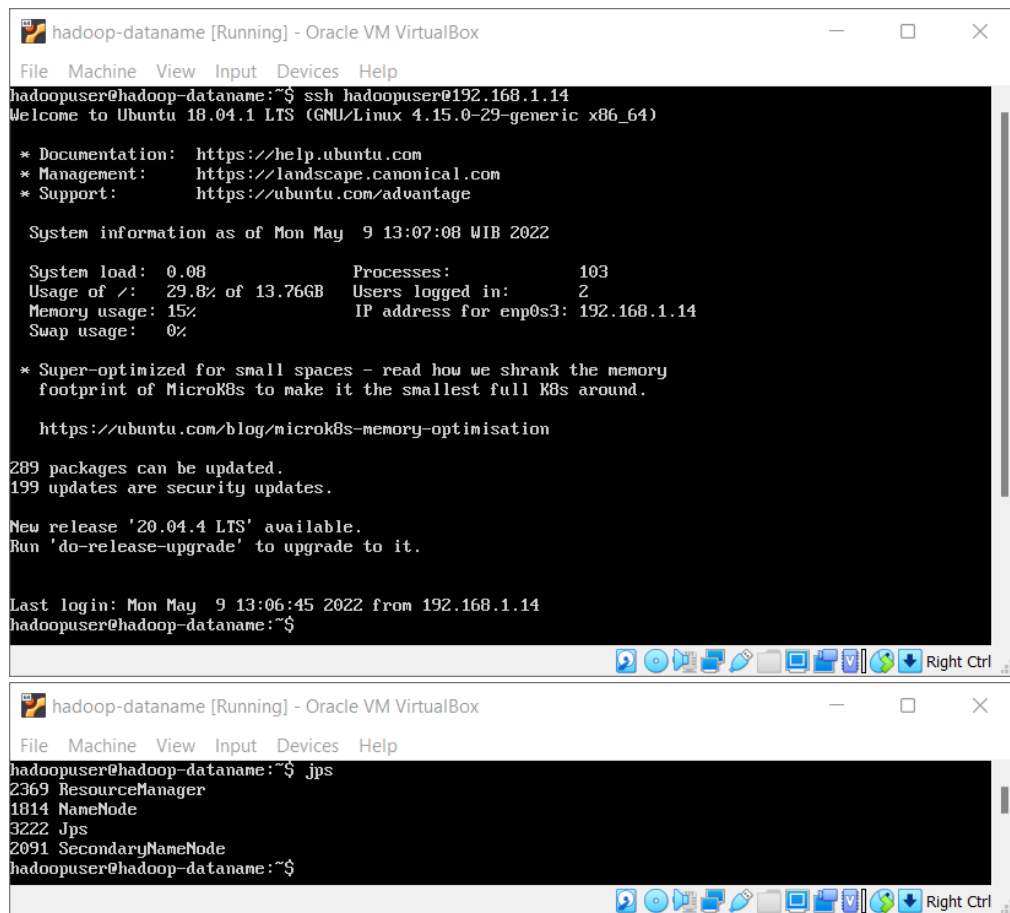 hadoop-dataname [Running] - Oracle VM VirtualBox
File Machine View Input Devices Help
hadoopuser@hadoop-dataname:~$ ssh hadoopuser@192.168.1.14
Welcome to Ubuntu 18.04.1 LTS (GNU/Linux 4.15.0-29-generic x86_64)
* Documentation: https://help.ubuntu.com
* Management: https://landscape.canonical.com
* Support: https://ubuntu.com/advantage
System information as of Mon May 9 13:07:08 WIB 2022
System load: 0.08 Processes: 103
Usage of /: 29.8% of 13.76GB Users logged in: 2
Memory usage: 15% IP address for enp0s3: 192.168.1.14
Swap usage: 0%
* Super-optimized for small spaces - read how we shrank the memory
footprint of MicroK8s to make it the smallest full K8s around.
https://ubuntu.com/blog/microk8s-memory-optimisation
289 packages can be updated.
199 updates are security updates.
New release '20.04.4 LTS' available.
Run 'do-release-upgrade' to upgrade to it.
Last login: Mon May 9 13:06:45 2022 from 192.168.1.14
hadoopuser@hadoop-dataname:~$
Right Ctrl
hadoop-dataname [Running] - Oracle VM VirtualBox
File Machine View Input Devices Help
hadoopuser@hadoop-dataname:~$ jps
2369 ResourceManager
1814 NameNode
3222 Jps
2091 SecondaryNameNode
hadoopuser@hadoop-dataname:~$
Right Ctrl